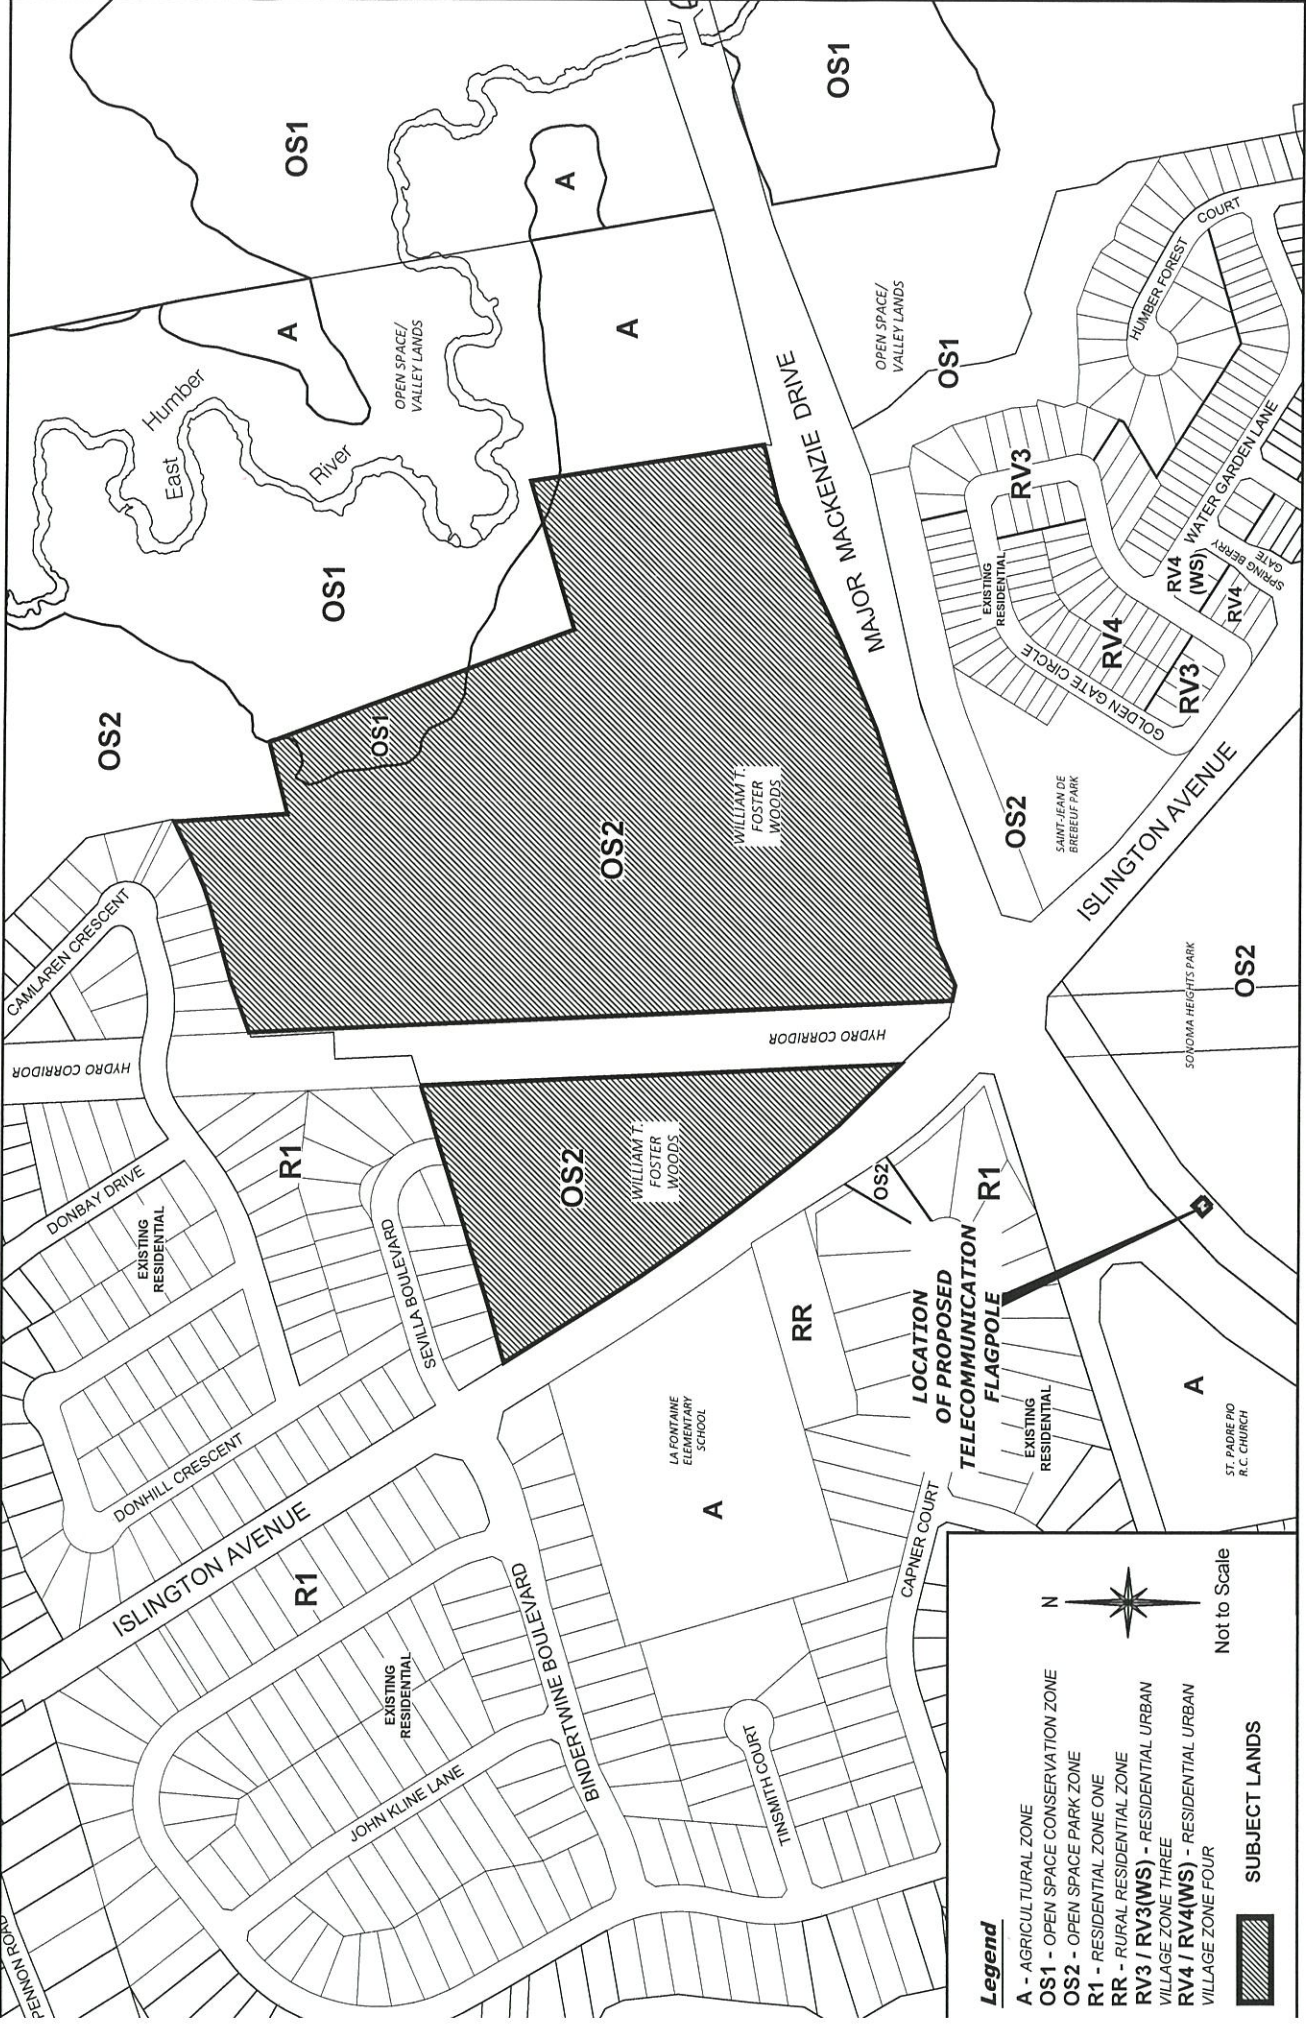 PENNON ROAD
ISLINGTON AVENUE
R1
EXISTING
RESIDENTIAL
JOHN KLINE LANE
BINDERTWINE BOULEVARD
TINSMITH COURT
DONHILL CRESCENT
DONBAY DRIVE
EXISTING
RESIDENTIAL
R1
SEVILLA BOULEVARD
HYDRO CORRIDOR
CAMLAREN CRESCENT
OS2
OS1
East
Humber
River
A
OPEN SPACE/
VALLEY LANDS
OS1
A
A
OS1
OS1
OS2
WILLIAM T.
FOSTER
WOODS
HYDRO CORRIDOR
OS2
WILLIAM T.
FOSTER
WOODS
LA FONTAINE
ELEMENTARY
SCHOOL
A
RR
OS2
R1
LOCATION
OF PROPOSED
TELECOMMUNICATION
FLAGPOLE
EXISTING
RESIDENTIAL
CAPNER COURT
A
ST. PADRE PIO
R.C. CHURCH
MAJOR MACKENZIE DRIVE
OPEN SPACE/
VALLEY LANDS
OS1
HUMBER FOREST
COURT
RV3
EXISTING
RESIDENTIAL
GOLDEN GATE CIRCLE
RV4
RV3
RV4
(WS)
RV4
WATER GARDEN LANE
SPRING BERRY
GATE
OS2
SAINT-JEAN DE
BREBEUF PARK
ISLINGTON AVENUE
SONOMA HEIGHTS PARK
OS2
Legend
A - AGRICULTURAL ZONE
OS1 - OPEN SPACE CONSERVATION ZONE
OS2 - OPEN SPACE PARK ZONE
R1 - RESIDENTIAL ZONE ONE
RR - RURAL RESIDENTIAL ZONE
RV3 / RV3(WS) - RESIDENTIAL URBAN
VILLAGE ZONE THREE
RV4 / RV4(WS) - RESIDENTIAL URBAN
VILLAGE ZONE FOUR
SUBJECT LANDS
N
Not to Scale